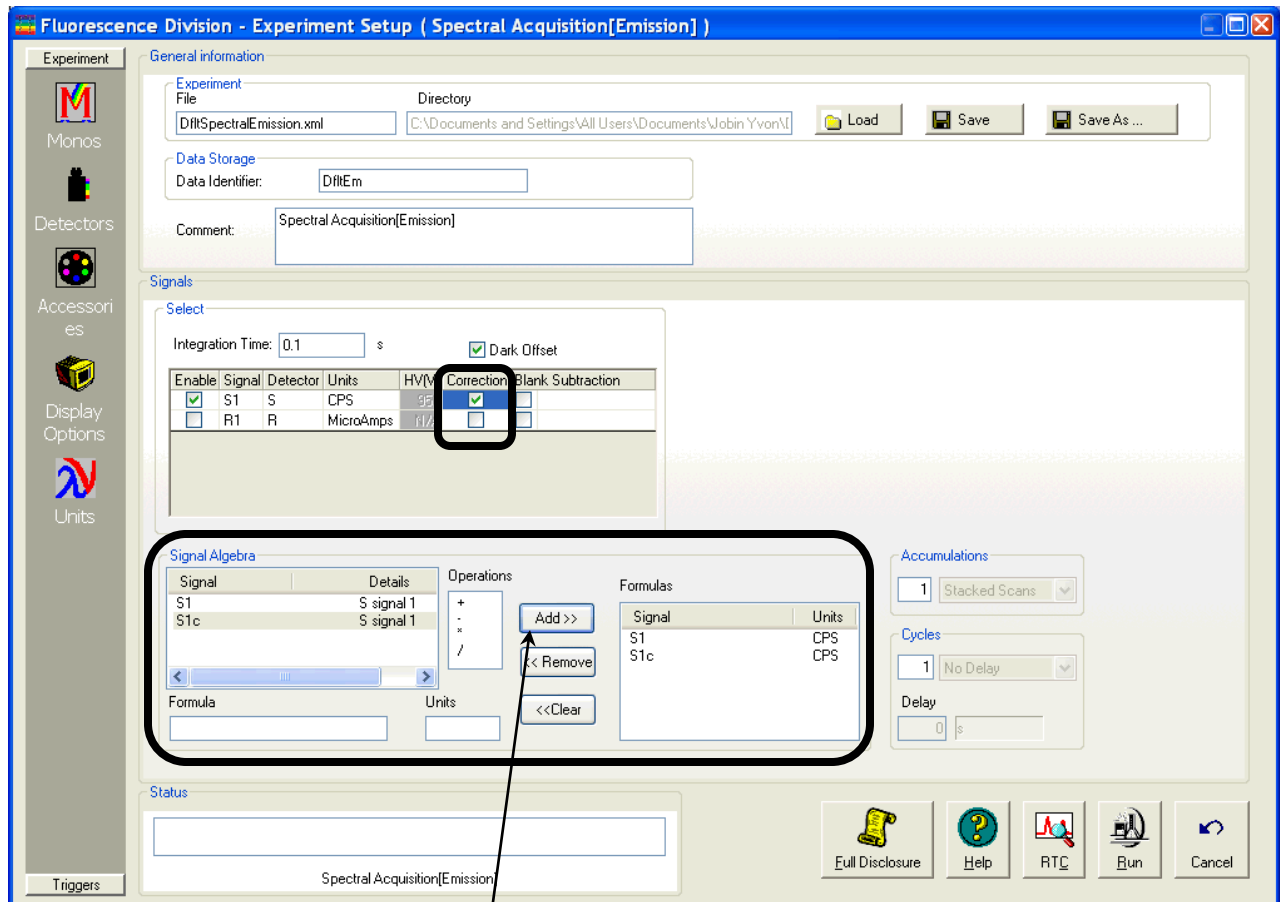 Fluorescence Division - Experiment Setup ( Spectral Acquisition[Emission] )
Experiment
Monos
Detectors
Accessori
es
Display
Options
Units
Triggers
General information
Experiment
File
Directory
DfltSpectralEmission.xml
C:\Documents and Settings\All Users\Documents\Jobin Yvon\
Load
Save
Save As ...
Data Storage
Data Identifier:
DfltEm
Comment:
Spectral Acquisition[Emission]
Signals
Select
Integration Time:
0.1
s
Dark Offset
Enable Signal Detector Units HV(V Correction Blank Subtraction
S1 S CPS 95
R1 R MicroAmps N/
Signal Algebra
Signal Details
S1 S signal 1
S1c S signal 1
Operations
+
-
*
/
Add >>
<< Remove
<<Clear
Formulas
Signal Units
S1 CPS
S1c CPS
Formula
Units
Accumulations
1 Stacked Scans
Cycles
1 No Delay
Delay
0 s
Status
Spectral Acquisition[Emission]
Full Disclosure
Help
RTC
Run
Cancel